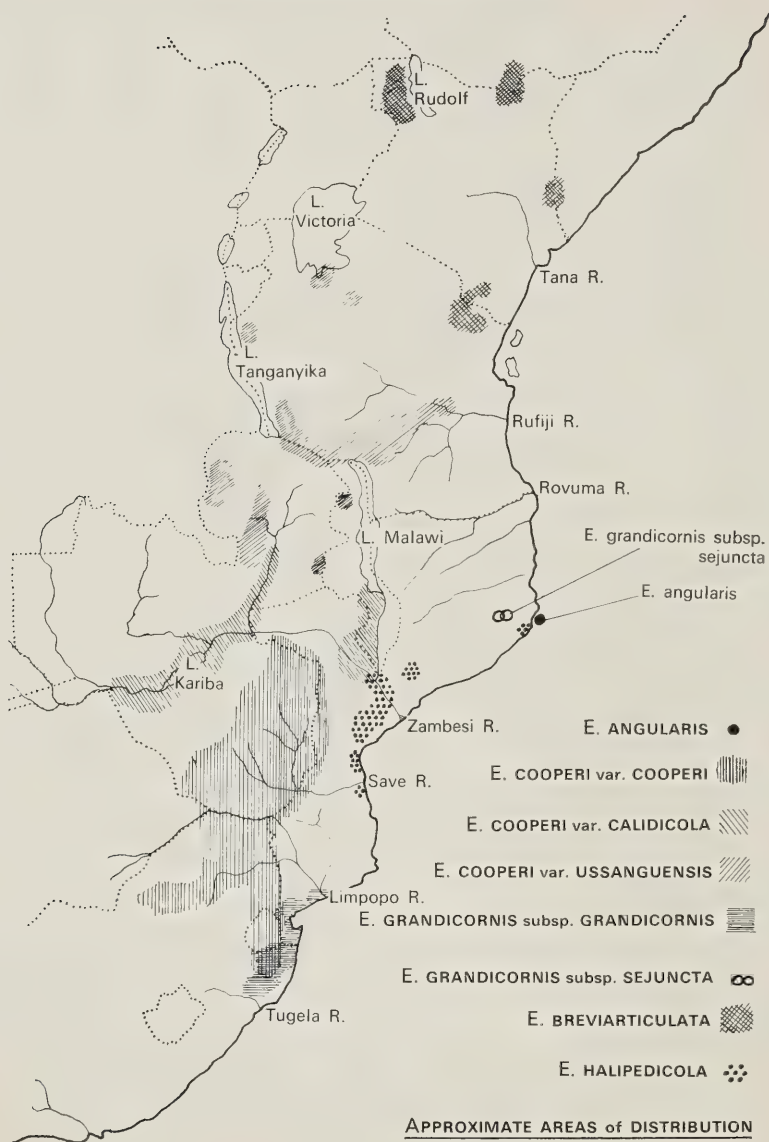 L.
Rudolf
L.
Victoria
Tana R.
L.
Tanganyika
Rufiji R.
Rovuma R.
L. Malawi
E. grandicornis subsp.
sejuncta
E. angularis
L.
Kariba
Zambesi R.
E. ANGULARIS
E. COOPERI var. COOPERI
Save R.
E. COOPERI var. CALIDICOLA
E. COOPERI var. USSANGUENSIS
Limpopo R.
E. GRANDICORNIS subsp. GRANDICORNIS
E. GRANDICORNIS subsp. SEJUNCTA
Tugela R.
E. BREVIARTICULATA
E. HALIPEDICOLA
APPROXIMATE AREAS of DISTRIBUTION